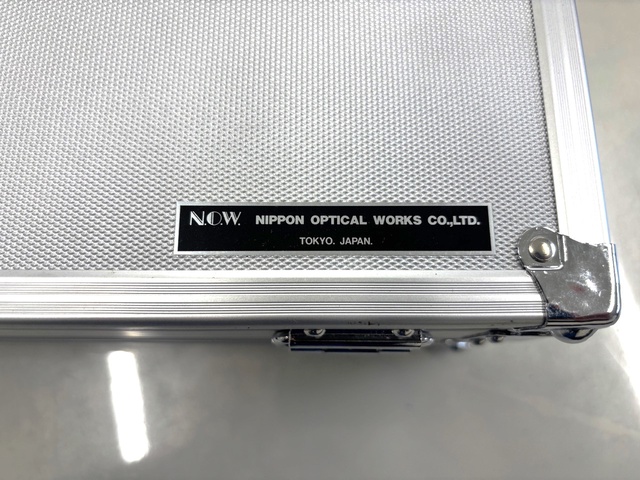 N.O.W. NIPPON OPTICAL WORKS CO.,LTD.
TOKYO. JAPAN.